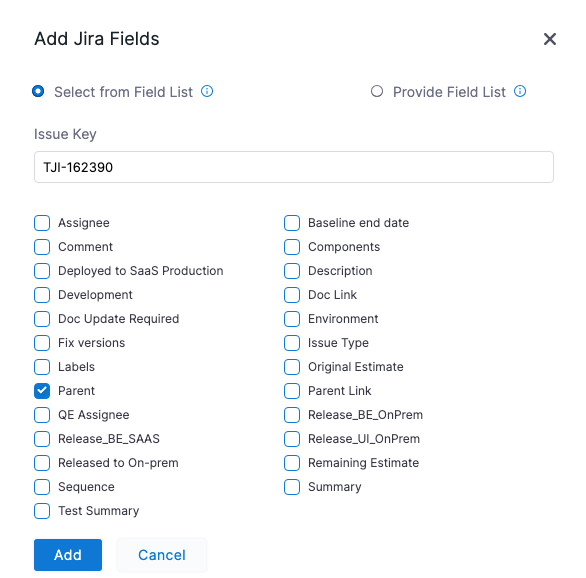 Add Jira Fields
Select from Field List
Provide Field List
Issue Key
TJI-162390
Assignee
Baseline end date
Comment
Components
Deployed to SaaS Production
Description
Development
Doc Link
Doc Update Required
Environment
Fix versions
Issue Type
Labels
Original Estimate
Parent
Parent Link
QE Assignee
Release_BE_OnPrem
Release_BE_SAAS
Release_UI_OnPrem
Released to On-prem
Remaining Estimate
Sequence
Summary
Test Summary
Add
Cancel